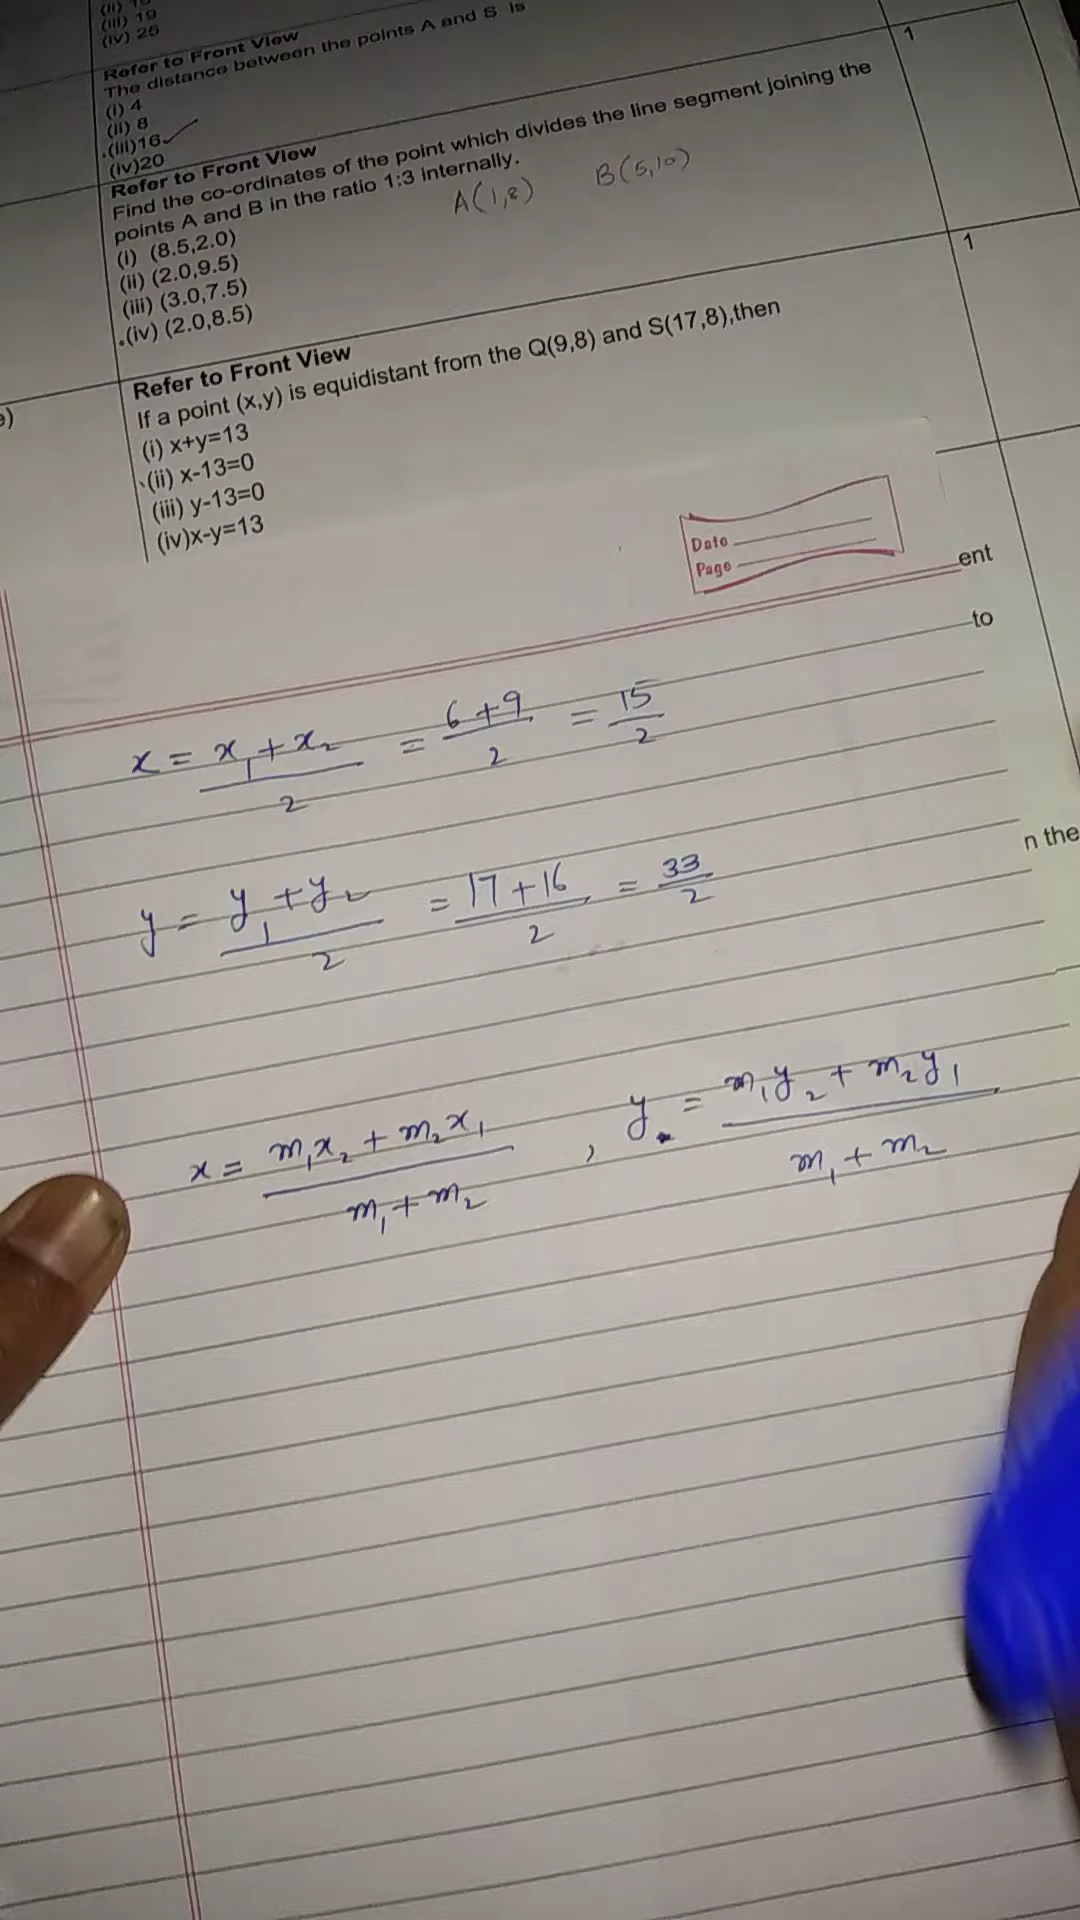 (iii) 19
(iv) 25
Refer to Front View
The distance between the points A and S is
(i) 4
(ii) 8
(iii)16
(iv)20
1
Refer to Front View
Find the co-ordinates of the point which divides the line segment joining the
points A and B in the ratio 1:3 internally.
A(1,8) B(5,10)
(i) (8.5,2.0)
(ii) (2.0,9.5)
(iii) (3.0,7.5)
(iv) (2.0,8.5)
1
Refer to Front View
If a point (x,y) is equidistant from the Q(9,8) and S(17,8),then
(i) x+y=13
(ii) x-13=0
(iii) y-13=0
(iv)x-y=13
Date
Page
ent
to
x = x₁+x₂/2 = 6+9/2 = 15/2
n the
y = y₁+y₂/2 = 17+16/2 = 33/2
x = m₁x₂+m₂x₁/m₁+m₂ , y = m₁y₂+m₂y₁/m₁+m₂